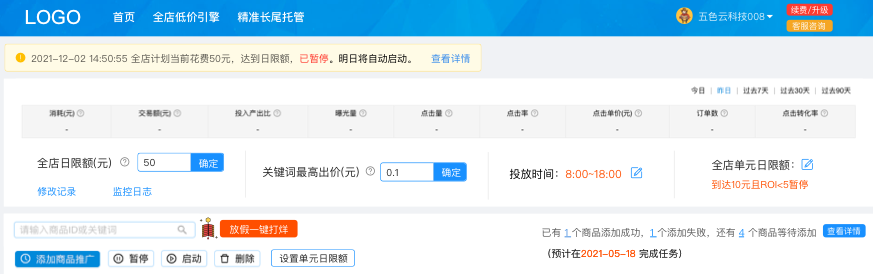 LOGO 首页 全店低价引擎 精准长尾托管 五色云科技008 续费/升级
客服咨询
2021-12-02 14:50:55 全店计划当前花费50元，达到日限额，已暂停。明日将自动启动。 查看详情
今日 | 昨日 | 过去7天 | 过去30天 | 过去90天
消耗(元) 交易额(元) 投入产出比 曝光量 点击量 点击率 点击单价(元) 订单数 点击转化率
- - - - - - - - -
全店日限额(元) 50 确定 关键词最高出价(元) 0.1 确定 投放时间：8:00~18:00 全店单元日限额：
修改记录 监控日志 到达10元且ROI<5暂停
请输入商品ID或关键词 放假一键打烊 已有 1 个商品添加成功，1 个添加失败，还有 4 个商品等待添加 查看详情
添加商品推广 暂停 启动 删除 设置单元日限额 (预计在2021-05-18 完成任务)